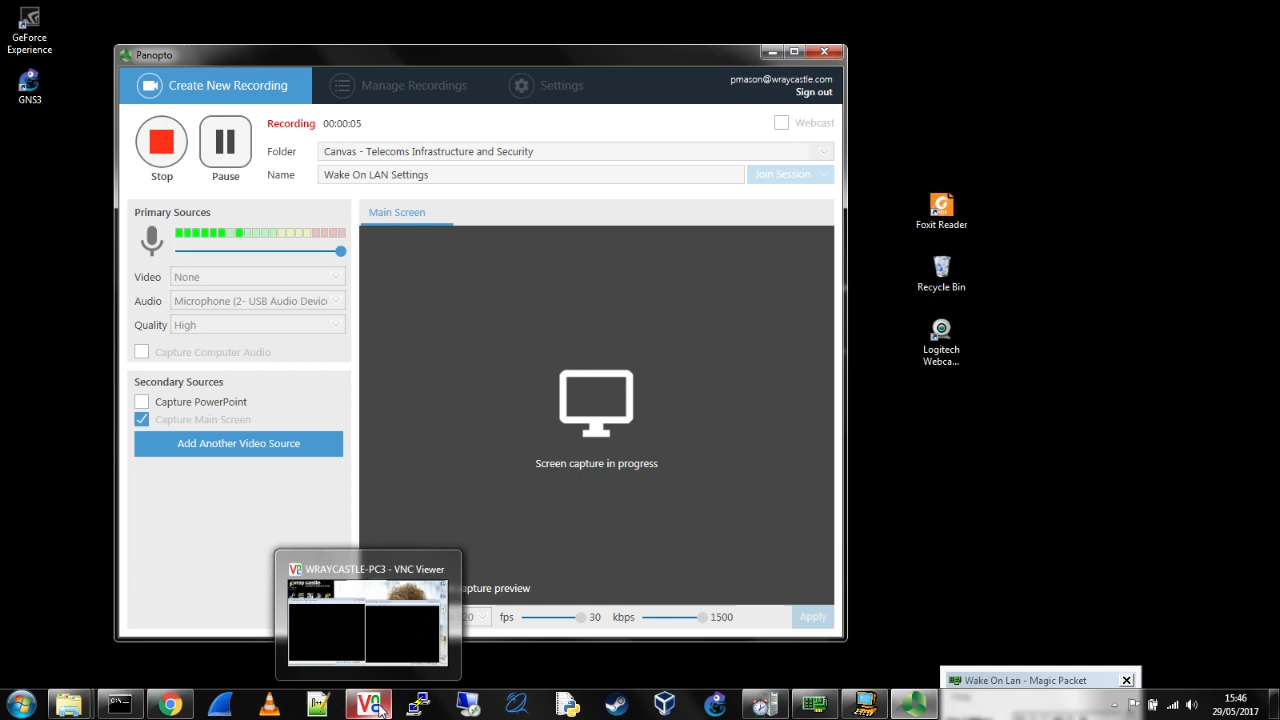 GeForce
Experience
GNS3
Panopto
Create New Recording
Manage Recordings
Settings
pmason@wraycastle.com
Sign out
Recording 00:00:05
Webcast
Stop
Pause
Folder
Canvas - Telecoms Infrastructure and Security
Name
Wake On LAN Settings
Join Session
Primary Sources
Main Screen
Video
None
Audio
Microphone (2- USB Audio Devic
Quality
High
Capture Computer Audio
Secondary Sources
Capture PowerPoint
Capture Main Screen
Add Another Video Source
Screen capture in progress
apture preview
20 fps 30 kbps 1500
Apply
WRAYCASTLE-PC3 - VNC Viewer
Foxit Reader
Recycle Bin
Logitech
Webca...
Wake On Lan - Magic Packet
15:46
29/05/2017